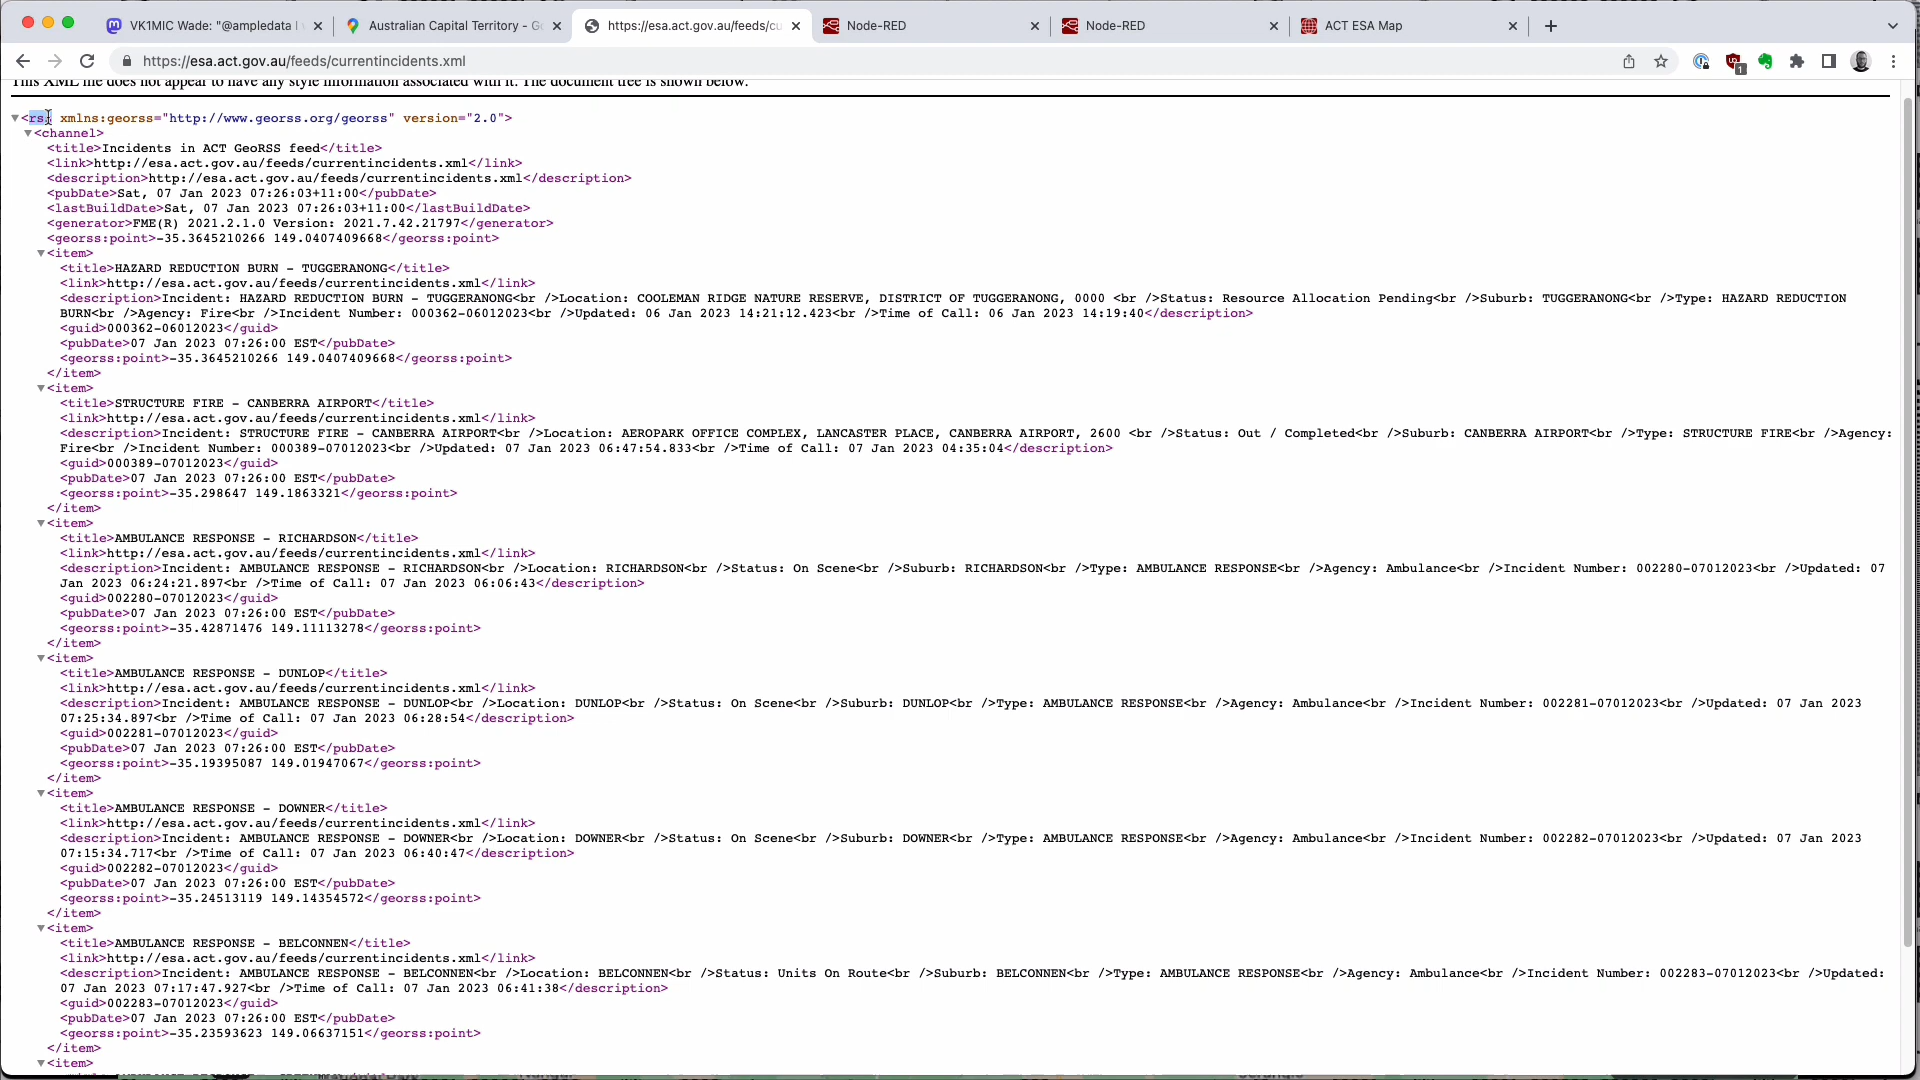 VK1MIC Wade: "@ampledata I
Australian Capital Territory - Go
https://esa.act.gov.au/feeds/cu
Node-RED
Node-RED
ACT ESA Map
https://esa.act.gov.au/feeds/currentincidents.xml
This XML file does not appear to have any style information associated with it. The document tree is shown below.
<rss xmlns:georss="http://www.georss.org/georss" version="2.0">
<channel>
<title>Incidents in ACT GeoRSS feed</title>
<link>http://esa.act.gov.au/feeds/currentincidents.xml</link>
<description>http://esa.act.gov.au/feeds/currentincidents.xml</description>
<pubDate>Sat, 07 Jan 2023 07:26:03+11:00</pubDate>
<lastBuildDate>Sat, 07 Jan 2023 07:26:03+11:00</lastBuildDate>
<generator>FME(R) 2021.2.1.0 Version: 2021.7.42.21797</generator>
<georss:point>-35.3645210266 149.0407409668</georss:point>
<item>
<title>HAZARD REDUCTION BURN - TUGGERANONG</title>
<link>http://esa.act.gov.au/feeds/currentincidents.xml</link>
<description>Incident: HAZARD REDUCTION BURN - TUGGERANONG<br />Location: COOLEMAN RIDGE NATURE RESERVE, DISTRICT OF TUGGERANONG, 0000 <br />Status: Resource Allocation Pending<br />Suburb: TUGGERANONG<br />Type: HAZARD REDUCTION
BURN<br />Agency: Fire<br />Incident Number: 000362-06012023<br />Updated: 06 Jan 2023 14:21:12.423<br />Time of Call: 06 Jan 2023 14:19:40</description>
<guid>000362-06012023</guid>
<pubDate>07 Jan 2023 07:26:00 EST</pubDate>
<georss:point>-35.3645210266 149.0407409668</georss:point>
</item>
<item>
<title>STRUCTURE FIRE - CANBERRA AIRPORT</title>
<link>http://esa.act.gov.au/feeds/currentincidents.xml</link>
<description>Incident: STRUCTURE FIRE - CANBERRA AIRPORT<br />Location: AEROPARK OFFICE COMPLEX, LANCASTER PLACE, CANBERRA AIRPORT, 2600 <br />Status: Out / Completed<br />Suburb: CANBERRA AIRPORT<br />Type: STRUCTURE FIRE<br />Agency:
Fire<br />Incident Number: 000389-07012023<br />Updated: 07 Jan 2023 06:47:54.833<br />Time of Call: 07 Jan 2023 04:35:04</description>
<guid>000389-07012023</guid>
<pubDate>07 Jan 2023 07:26:00 EST</pubDate>
<georss:point>-35.298647 149.1863321</georss:point>
</item>
<item>
<title>AMBULANCE RESPONSE - RICHARDSON</title>
<link>http://esa.act.gov.au/feeds/currentincidents.xml</link>
<description>Incident: AMBULANCE RESPONSE - RICHARDSON<br />Location: RICHARDSON<br />Status: On Scene<br />Suburb: RICHARDSON<br />Type: AMBULANCE RESPONSE<br />Agency: Ambulance<br />Incident Number: 002280-07012023<br />Updated: 07
Jan 2023 06:24:21.897<br />Time of Call: 07 Jan 2023 06:06:43</description>
<guid>002280-07012023</guid>
<pubDate>07 Jan 2023 07:26:00 EST</pubDate>
<georss:point>-35.42871476 149.11113278</georss:point>
</item>
<item>
<title>AMBULANCE RESPONSE - DUNLOP</title>
<link>http://esa.act.gov.au/feeds/currentincidents.xml</link>
<description>Incident: AMBULANCE RESPONSE - DUNLOP<br />Location: DUNLOP<br />Status: On Scene<br />Suburb: DUNLOP<br />Type: AMBULANCE RESPONSE<br />Agency: Ambulance<br />Incident Number: 002281-07012023<br />Updated: 07 Jan 2023
07:25:34.897<br />Time of Call: 07 Jan 2023 06:28:54</description>
<guid>002281-07012023</guid>
<pubDate>07 Jan 2023 07:26:00 EST</pubDate>
<georss:point>-35.19395087 149.01947067</georss:point>
</item>
<item>
<title>AMBULANCE RESPONSE - DOWNER</title>
<link>http://esa.act.gov.au/feeds/currentincidents.xml</link>
<description>Incident: AMBULANCE RESPONSE - DOWNER<br />Location: DOWNER<br />Status: On Scene<br />Suburb: DOWNER<br />Type: AMBULANCE RESPONSE<br />Agency: Ambulance<br />Incident Number: 002282-07012023<br />Updated: 07 Jan 2023
07:15:34.717<br />Time of Call: 07 Jan 2023 06:40:47</description>
<guid>002282-07012023</guid>
<pubDate>07 Jan 2023 07:26:00 EST</pubDate>
<georss:point>-35.24513119 149.14354572</georss:point>
</item>
<item>
<title>AMBULANCE RESPONSE - BELCONNEN</title>
<link>http://esa.act.gov.au/feeds/currentincidents.xml</link>
<description>Incident: AMBULANCE RESPONSE - BELCONNEN<br />Location: BELCONNEN<br />Status: Units On Route<br />Suburb: BELCONNEN<br />Type: AMBULANCE RESPONSE<br />Agency: Ambulance<br />Incident Number: 002283-07012023<br />Updated:
07 Jan 2023 07:17:47.927<br />Time of Call: 07 Jan 2023 06:41:38</description>
<guid>002283-07012023</guid>
<pubDate>07 Jan 2023 07:26:00 EST</pubDate>
<georss:point>-35.23593623 149.06637151</georss:point>
</item>
<item>